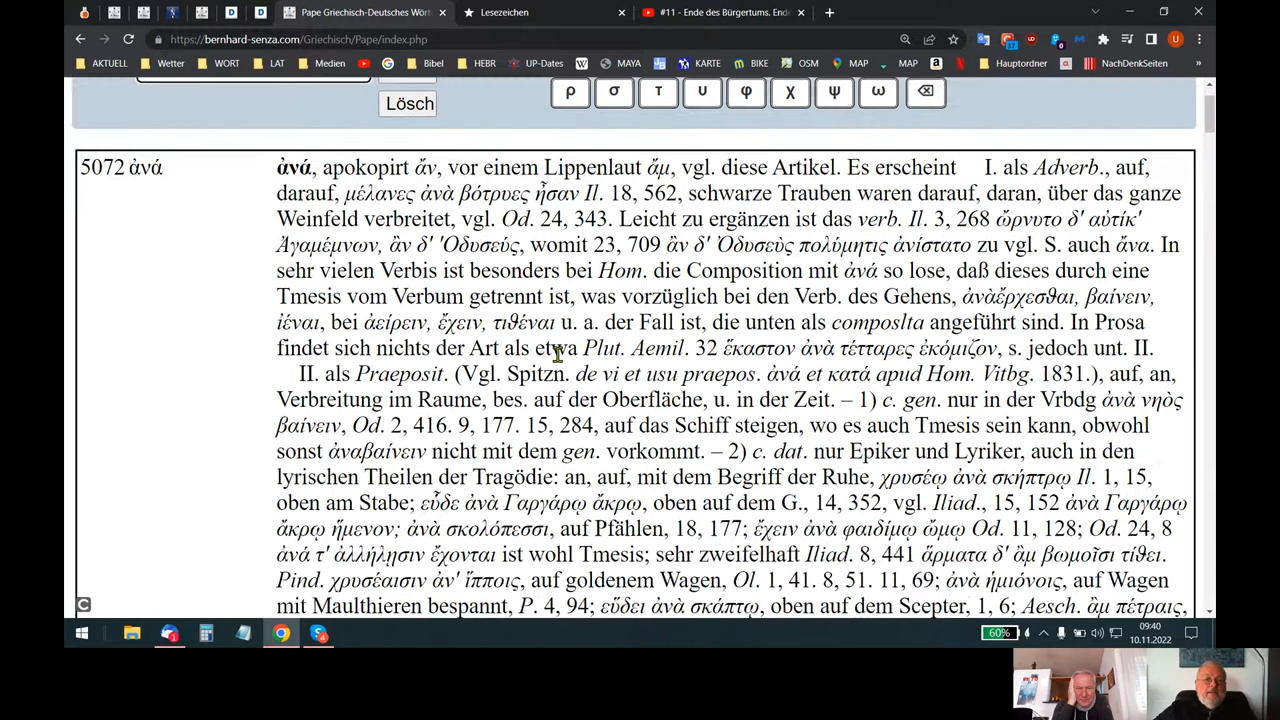 Pape Griechisch-Deutsches Wört
Lesezeichen
#11 - Ende des Bürgertums. Ende
https://bernhard-senza.com/Griechisch/Pape/index.php
AKTUELL Wetter WORT LAT Medien Bibel HEBR UP-Dates MAYA KARTE BIKE OSM MAP MAP Hauptordner NachDenkSeiten
Lösch
ρ σ τ υ φ χ ψ ω
5072 ἀνά
ἀνά, apokopirt ἄν, vor einem Lippenlaut ἄμ, vgl. diese Artikel. Es erscheint I. als Adverb., auf,
darauf, μέλανες ἀνὰ βότρυες ἦσαν Il. 18, 562, schwarze Trauben waren darauf, daran, über das ganze
Weinfeld verbreitet, vgl. Od. 24, 343. Leicht zu ergänzen ist das verb. Il. 3, 268 ὤρνυτο δ' αὐτίκ'
Ἀγαμέμνων, ἂν δ' Ὀδυσεύς, womit 23, 709 ἂν δ' Ὀδυσεὺς πολύμητις ἀνίστατο zu vgl. S. auch ἄνα. In
sehr vielen Verbis ist besonders bei Hom. die Composition mit ἀνά so lose, daß dieses durch eine
Tmesis vom Verbum getrennt ist, was vorzüglich bei den Verb. des Gehens, ἀνὰἔρχεσθαι, βαίνειν,
ἰέναι, bei ἀείρειν, ἔχειν, τιθέναι u. a. der Fall ist, die unten als composlta angeführt sind. In Prosa
findet sich nichts der Art als etwa Plut. Aemil. 32 ἕκαστον ἀνὰ τέτταρες ἐκόμιζον, s. jedoch unt. II.
II. als Praeposit. (Vgl. Spitzn. de vi et usu praepos. ἀνά et κατά apud Hom. Vitbg. 1831.), auf, an,
Verbreitung im Raume, bes. auf der Oberfläche, u. in der Zeit. – 1) c. gen. nur in der Vrbdg ἀνὰ νηὸς
βαίνειν, Od. 2, 416. 9, 177. 15, 284, auf das Schiff steigen, wo es auch Tmesis sein kann, obwohl
sonst ἀναβαίνειν nicht mit dem gen. vorkommt. – 2) c. dat. nur Epiker und Lyriker, auch in den
lyrischen Theilen der Tragödie: an, auf, mit dem Begriff der Ruhe, χρυσέῳ ἀνὰ σκήπτρῳ Il. 1, 15,
oben am Stabe; εὗδε ἀνὰ Γαργάρῳ ἄκρῳ, oben auf dem G., 14, 352, vgl. Iliad., 15, 152 ἀνὰ Γαργάρῳ
ἄκρῳ ἥμενον; ἀνὰ σκολόπεσσι, auf Pfählen, 18, 177; ἔχειν ἀνὰ φαιδίμῳ ὤμῳ Od. 11, 128; Od. 24, 8
ἀνά τ' ἀλλήλῃσιν ἔχονται ist wohl Tmesis; sehr zweifelhaft Iliad. 8, 441 ἅρματα δ' ἂμ βωμοῖσι τίθει.
Pind. χρυσέαισιν ἀν' ἵπποις, auf goldenem Wagen, Ol. 1, 41. 8, 51. 11, 69; ἀνὰ ἡμιόνοις, auf Wagen
mit Maulthieren bespannt, P. 4, 94; εὕδει ἀνὰ σκάπτῳ, oben auf dem Scepter, 1, 6; Aesch. ἂμ πέτραις,
60%
09:40
10.11.2022